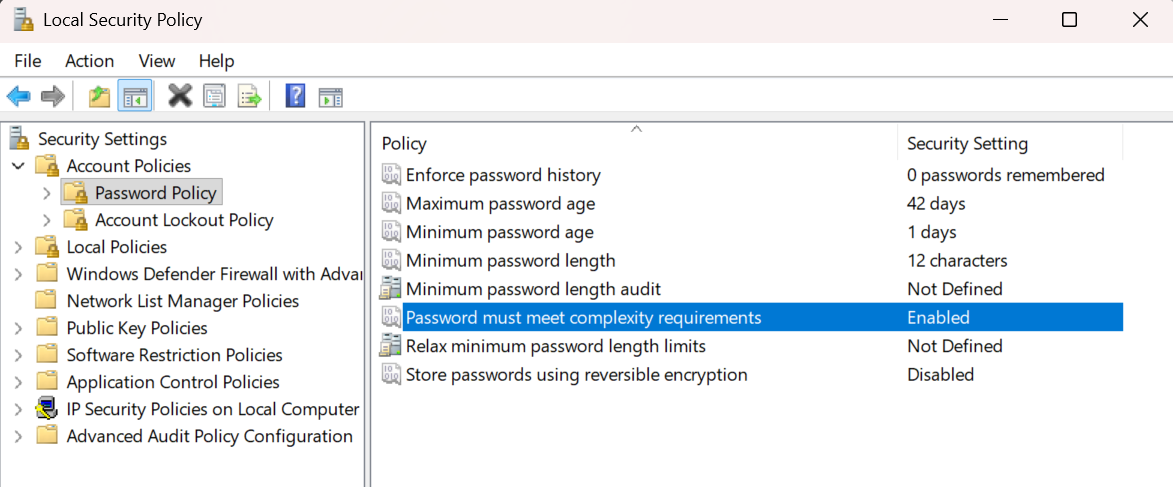 Local Security Policy
File Action View Help
Security Settings
Account Policies
Password Policy
Account Lockout Policy
Local Policies
Windows Defender Firewall with Advar
Network List Manager Policies
Public Key Policies
Software Restriction Policies
Application Control Policies
IP Security Policies on Local Computer
Advanced Audit Policy Configuration
Policy Security Setting
Enforce password history 0 passwords remembered
Maximum password age 42 days
Minimum password age 1 days
Minimum password length 12 characters
Minimum password length audit Not Defined
Password must meet complexity requirements Enabled
Relax minimum password length limits Not Defined
Store passwords using reversible encryption Disabled